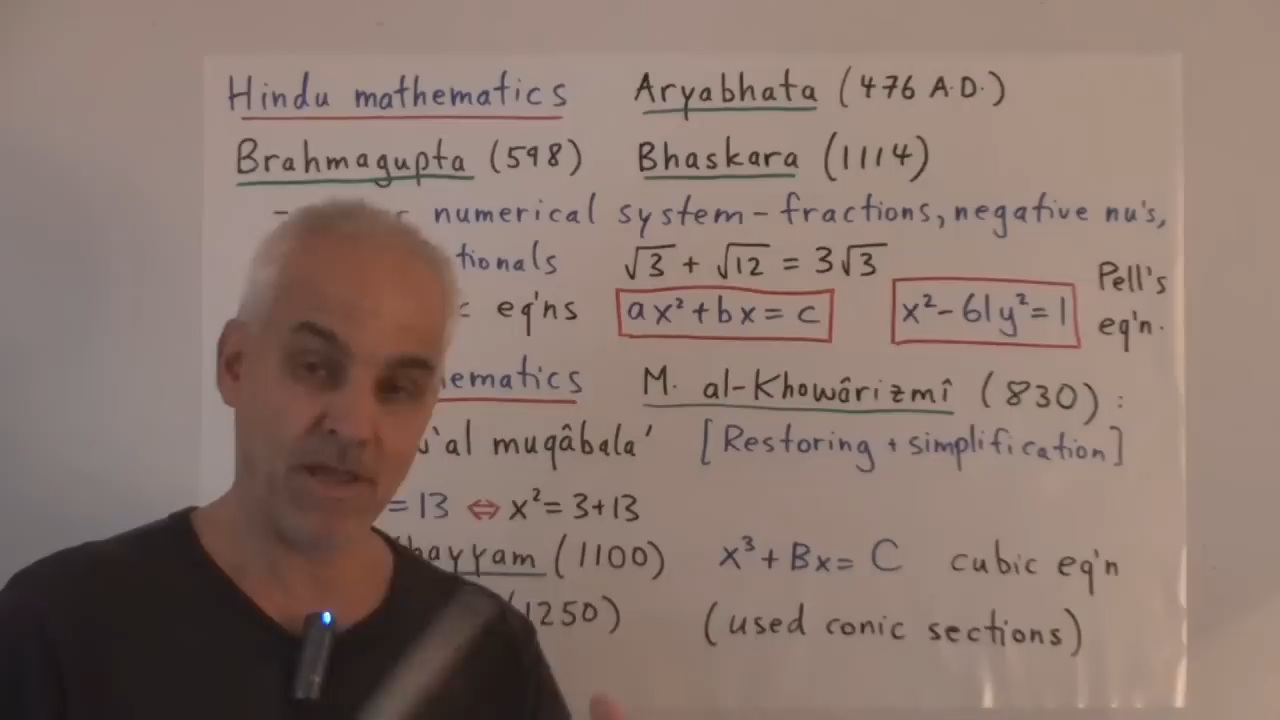 Hindu mathematics Aryabhata (476 A.D.)
Brahmagupta (598) Bhaskara (1114)
- numerical system - fractions, negative nu's,
tionals √3 + √12 = 3√3 Pell's
eq'ns ax² + bx = c x² - 61y² = 1 eq'n.
ematics M. al-Khowârizmî (830) :
'al muqâbala' [Restoring + simplification]
= 13 ⇔ x² = 3+13
hayyam (1100) x³ + Bx = C cubic eq'n
(1250) (used conic sections)